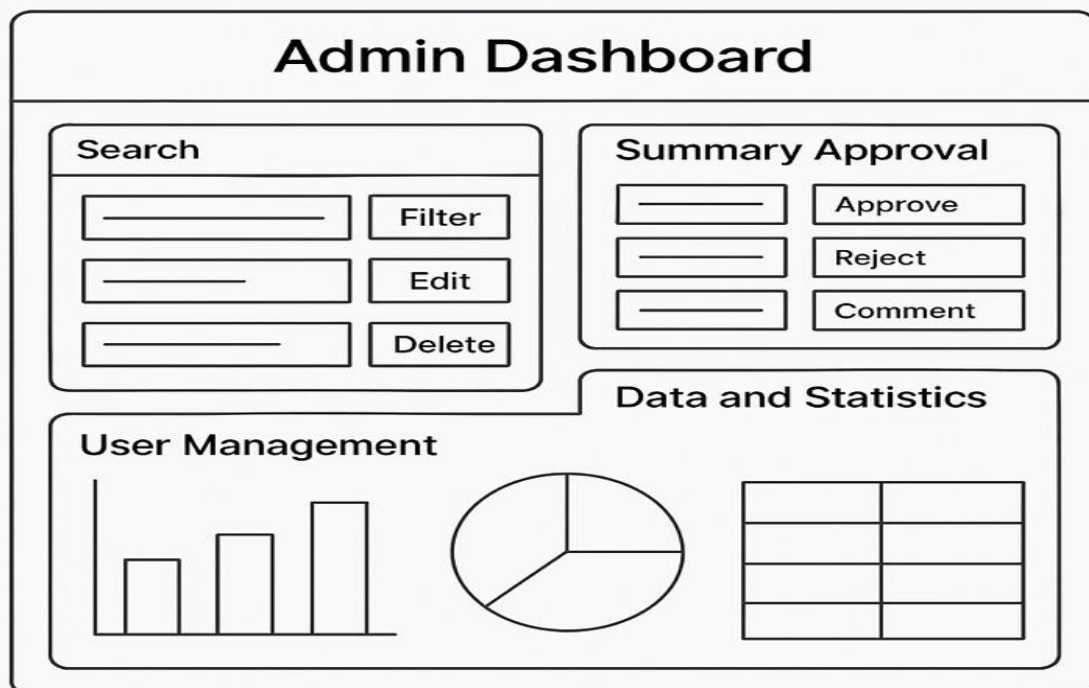 Admin Dashboard
Search
Filter
Edit
Delete
Summary Approval
Approve
Reject
Comment
Data and Statistics
User Management